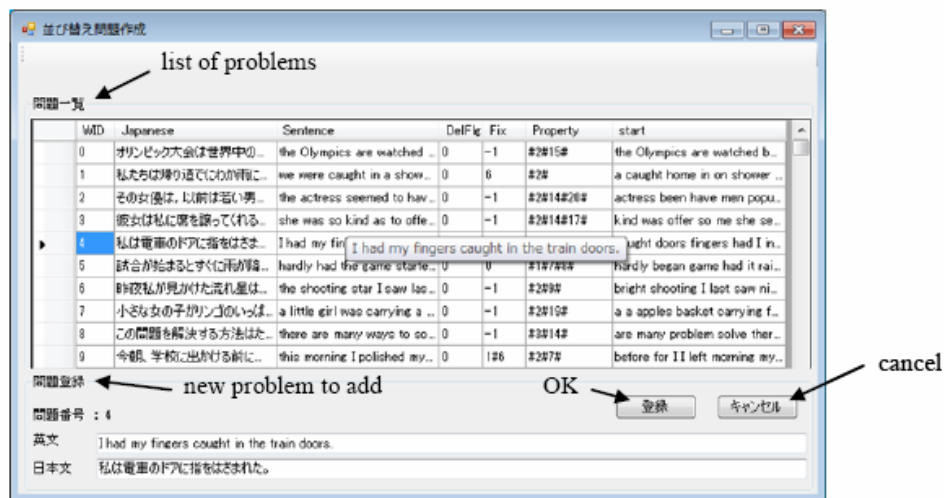 並び替え問題作成
list of problems
問題一覧
WID Japanese Sentence DelFlg Fix Property start
0 オリンピック大会は世界中の... the Olympics are watched ... 0 -1 #2#15# the Olympics are watched b...
1 私たちは帰り道でにわか雨に... we were caught in a show... 0 6 #2# a caught home in on shower ...
2 その女優は，以前は若い男... the actress seemed to hav... 0 -1 #2#14#20# actress been have men popu...
3 彼女は私に席を譲ってくれる... she was so kind as to offe... 0 -1 #2#14#17# kind was offer so me she se...
4 私は電車のドアに指をはさま... I had my fin 0 caught doors fingers had I in...
I had my fingers caught in the train doors.
5 試合が始まるとすぐに雨が降... hardly had the game starte... 0 0 hardly began game had it rai...
6 昨夜私が見かけた流れ星は... the shooting star I saw las... 0 -1 #2#9# bright shooting I last saw ni...
7 小さな女の子がリンゴのいっぱ... a little girl was carrying a ... 0 -1 #2#19# a a apples basket carrying f...
8 この問題を解決する方法はた... there are many ways to so... 0 -1 #3#14# are many problem solve ther...
9 今朝、学校に出かける前に... this morning I polished my... 0 1#6 #2#7# before for I I left morning my...
cancel
問題登録 new problem to add OK
登録 キャンセル
問題番号 : 4
英文 I had my fingers caught in the train doors.
日本文 私は電車のドアに指をはさまれた。